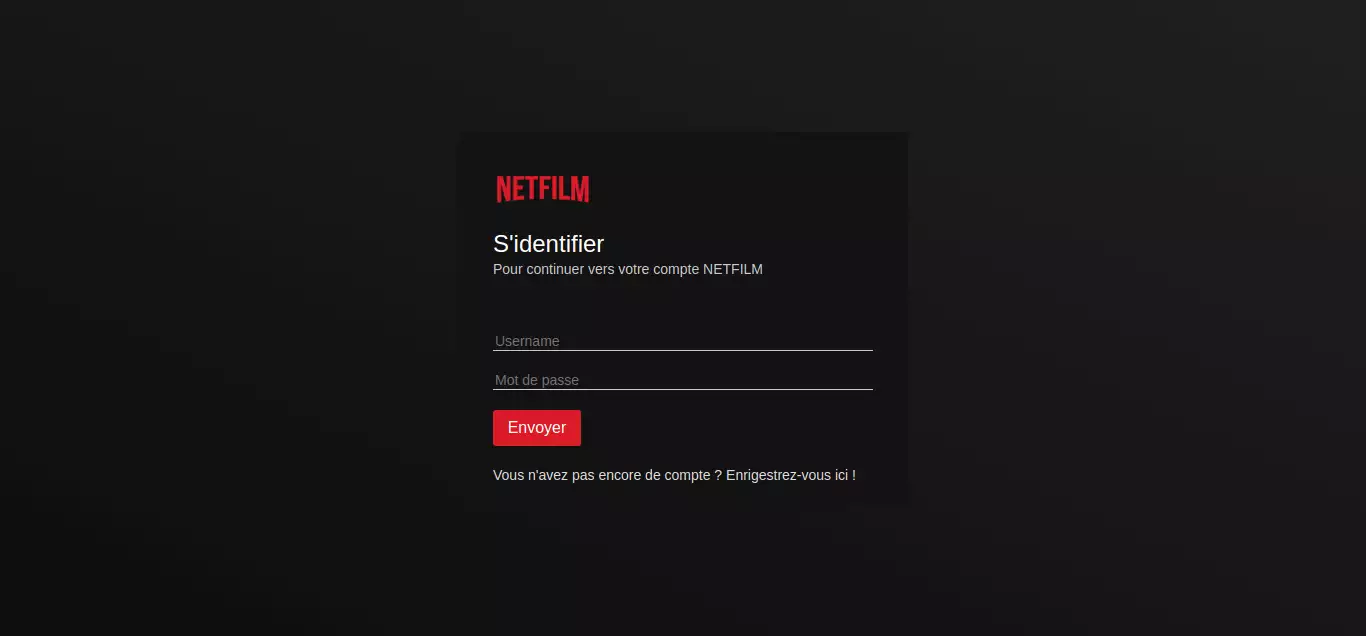 NETFILM
S'identifier
Pour continuer vers votre compte NETFILM
Username
Mot de passe
Envoyer
Vous n'avez pas encore de compte ? Enrigestrez-vous ici !